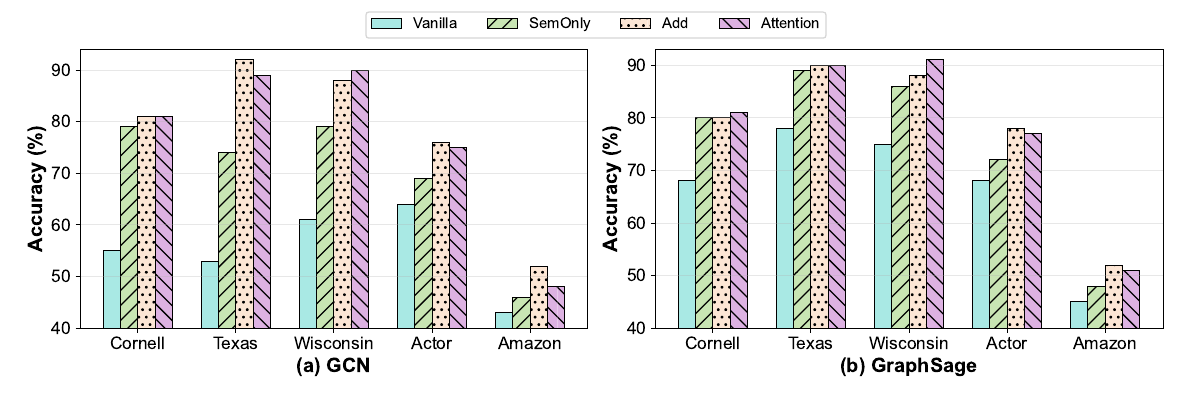 Vanilla SemOnly Add Attention
Accuracy (%)
90
80
70
60
50
40
Cornell Texas Wisconsin Actor Amazon
(a) GCN
Accuracy (%)
90
80
70
60
50
40
Cornell Texas Wisconsin Actor Amazon
(b) GraphSage